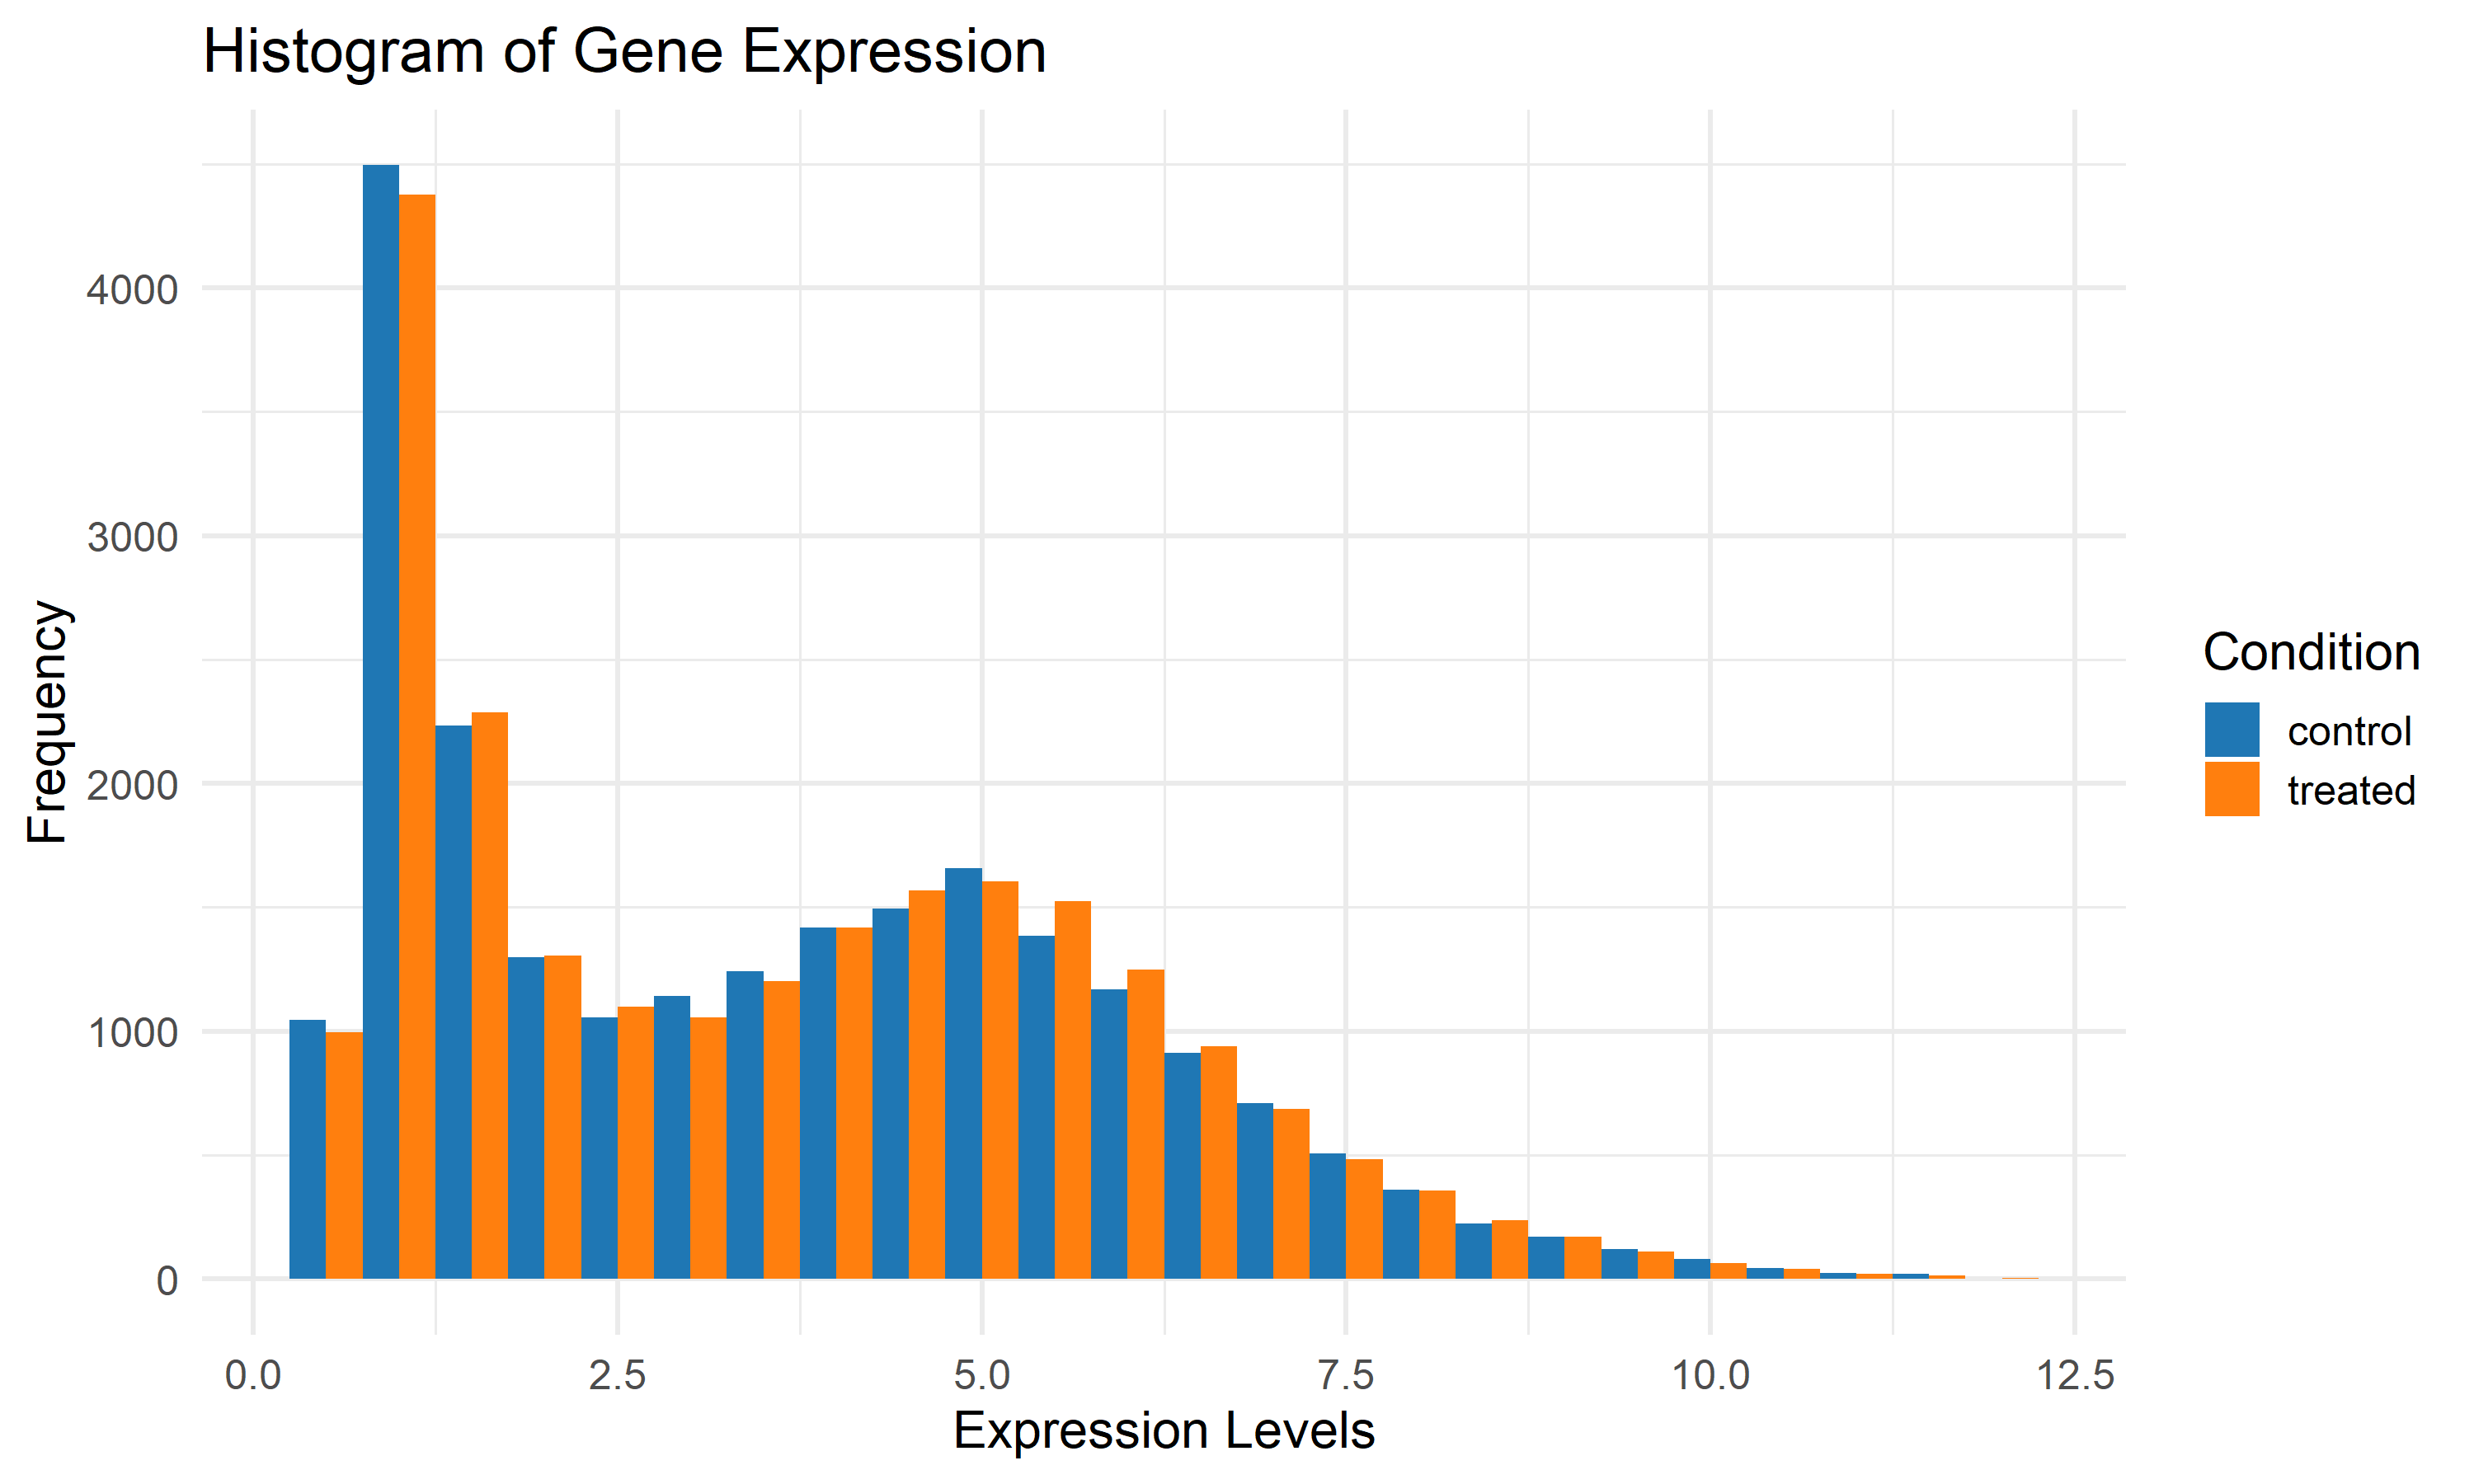 Histogram of Gene Expression
4000
3000
2000
1000
0
Frequency
0.0 2.5 5.0 7.5 10.0 12.5
Expression Levels
Condition
control
treated